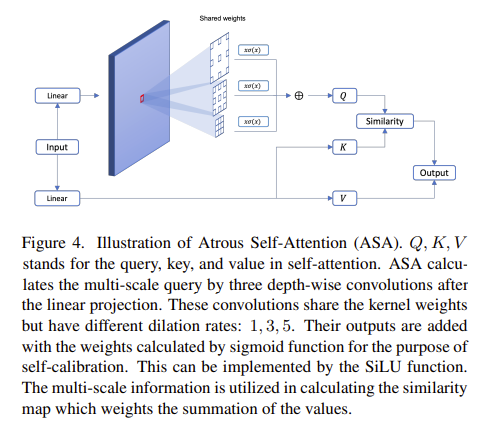 Shared weights
xσ(x)
xσ(x)
xσ(x)
Linear
Input
Linear
⊕
Q
K
V
Similarity
Output
Figure 4. Illustration of Atrous Self-Attention (ASA). Q, K, V
stands for the query, key, and value in self-attention. ASA calcu-
lates the multi-scale query by three depth-wise convolutions after
the linear projection. These convolutions share the kernel weights
but have different dilation rates: 1, 3, 5. Their outputs are added
with the weights calculated by sigmoid function for the purpose of
self-calibration. This can be implemented by the SiLU function.
The multi-scale information is utilized in calculating the similarity
map which weights the summation of the values.